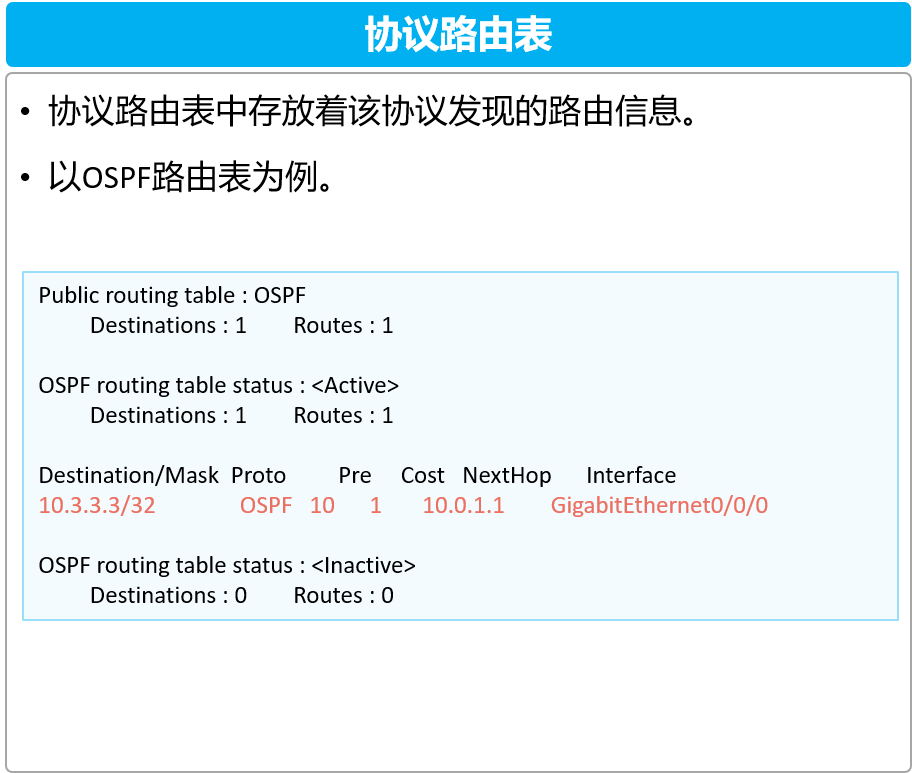 协议路由表
• 协议路由表中存放着该协议发现的路由信息。
• 以OSPF路由表为例。
Public routing table : OSPF
Destinations : 1 Routes : 1
OSPF routing table status : <Active>
Destinations : 1 Routes : 1
Destination/Mask Proto Pre Cost NextHop Interface
10.3.3.3/32 OSPF 10 1 10.0.1.1 GigabitEthernet0/0/0
OSPF routing table status : <Inactive>
Destinations : 0 Routes : 0